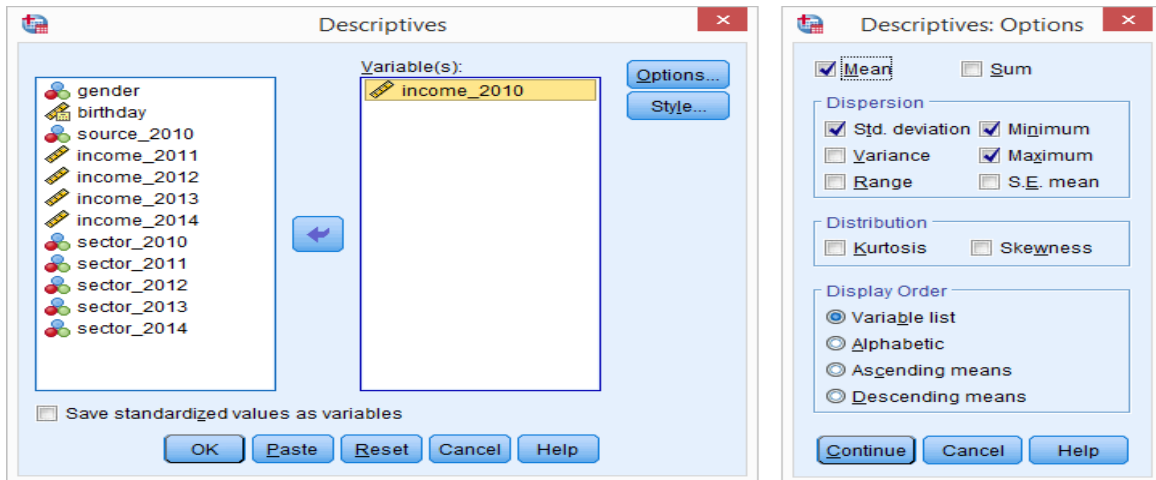 Descriptives
Variable(s):
gender
birthday
source_2010
income_2011
income_2012
income_2013
income_2014
sector_2010
sector_2011
sector_2012
sector_2013
sector_2014
income_2010
Options...
Style...
Save standardized values as variables
OK Paste Reset Cancel Help
Descriptives: Options
Mean Sum
Dispersion
Std. deviation Minimum
Variance Maximum
Range S.E. mean
Distribution
Kurtosis Skewness
Display Order
Variable list
Alphabetic
Ascending means
Descending means
Continue Cancel Help